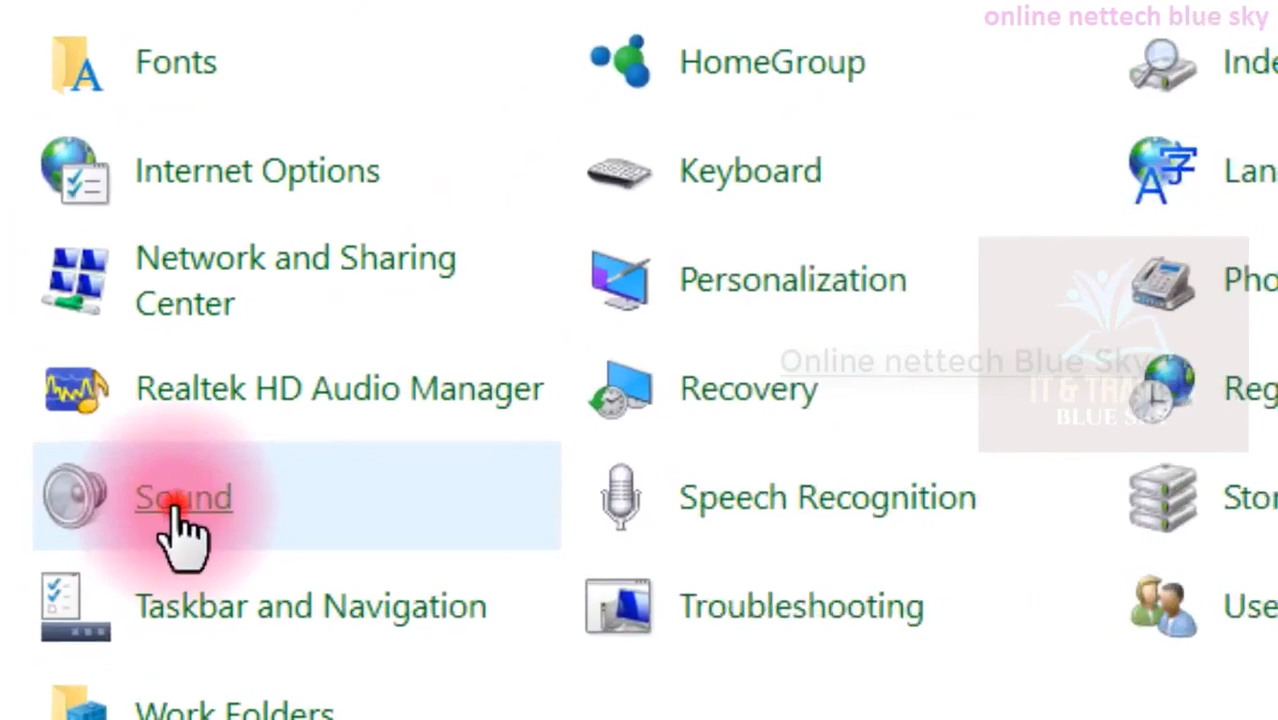 online nettech blue sky
Fonts
HomeGroup
Inde
Internet Options
Keyboard
Lan
Network and Sharing
Center
Personalization
Pho
Online nettech Blue Sky
Realtek HD Audio Manager
Recovery
Reg
IT & TRA
BLUE SKY
Sound
Speech Recognition
Stor
Taskbar and Navigation
Troubleshooting
Use
Work Folders